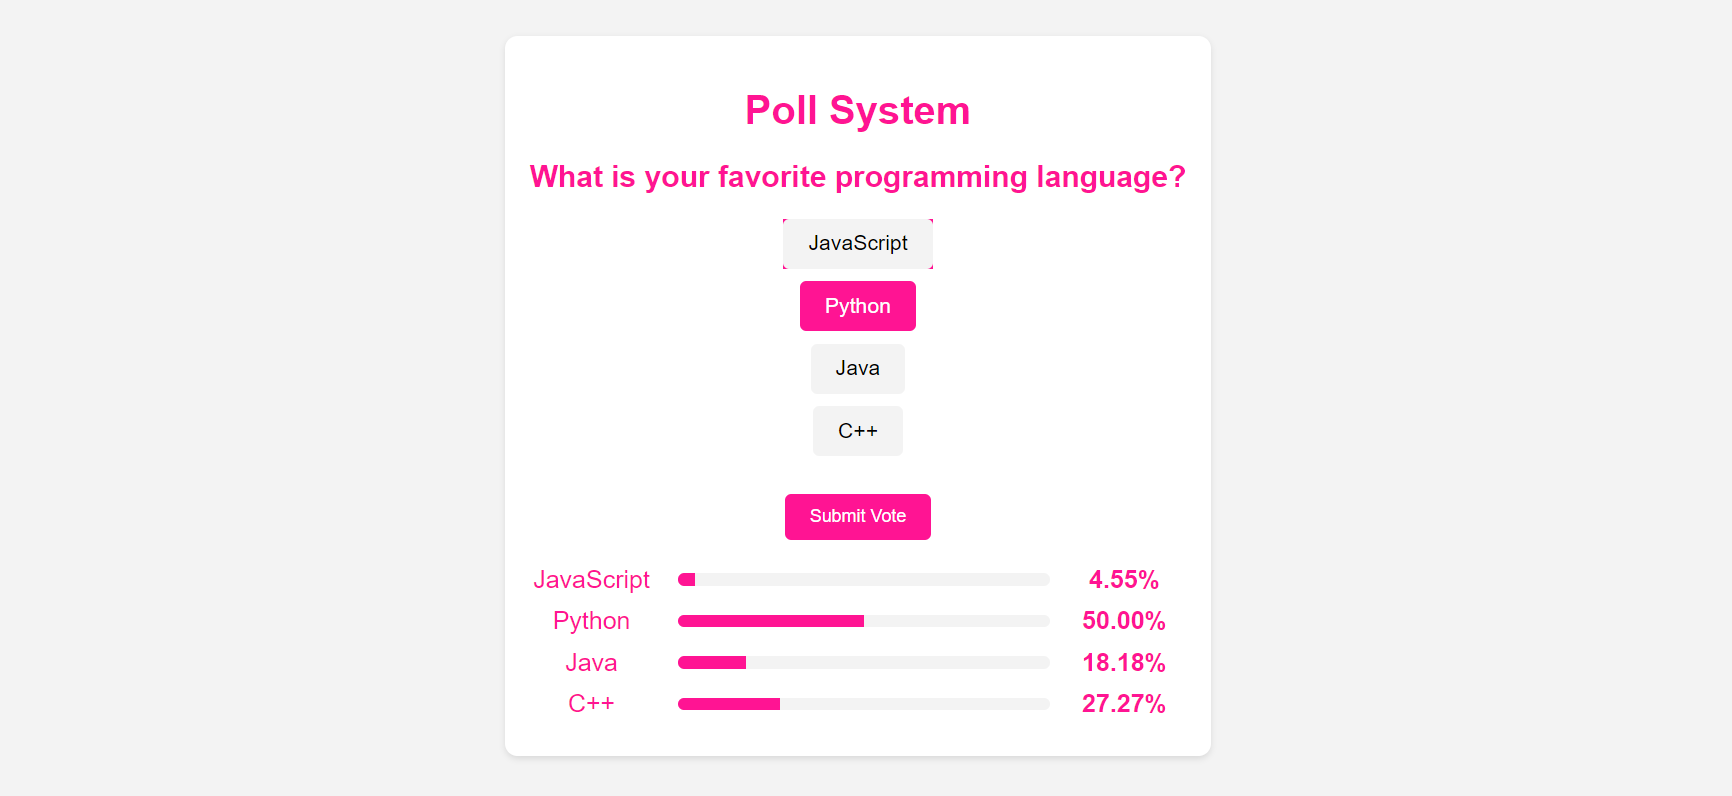 Poll System
What is your favorite programming language?
JavaScript
Python
Java
C++
Submit Vote
JavaScript 4.55%
Python 50.00%
Java 18.18%
C++ 27.27%